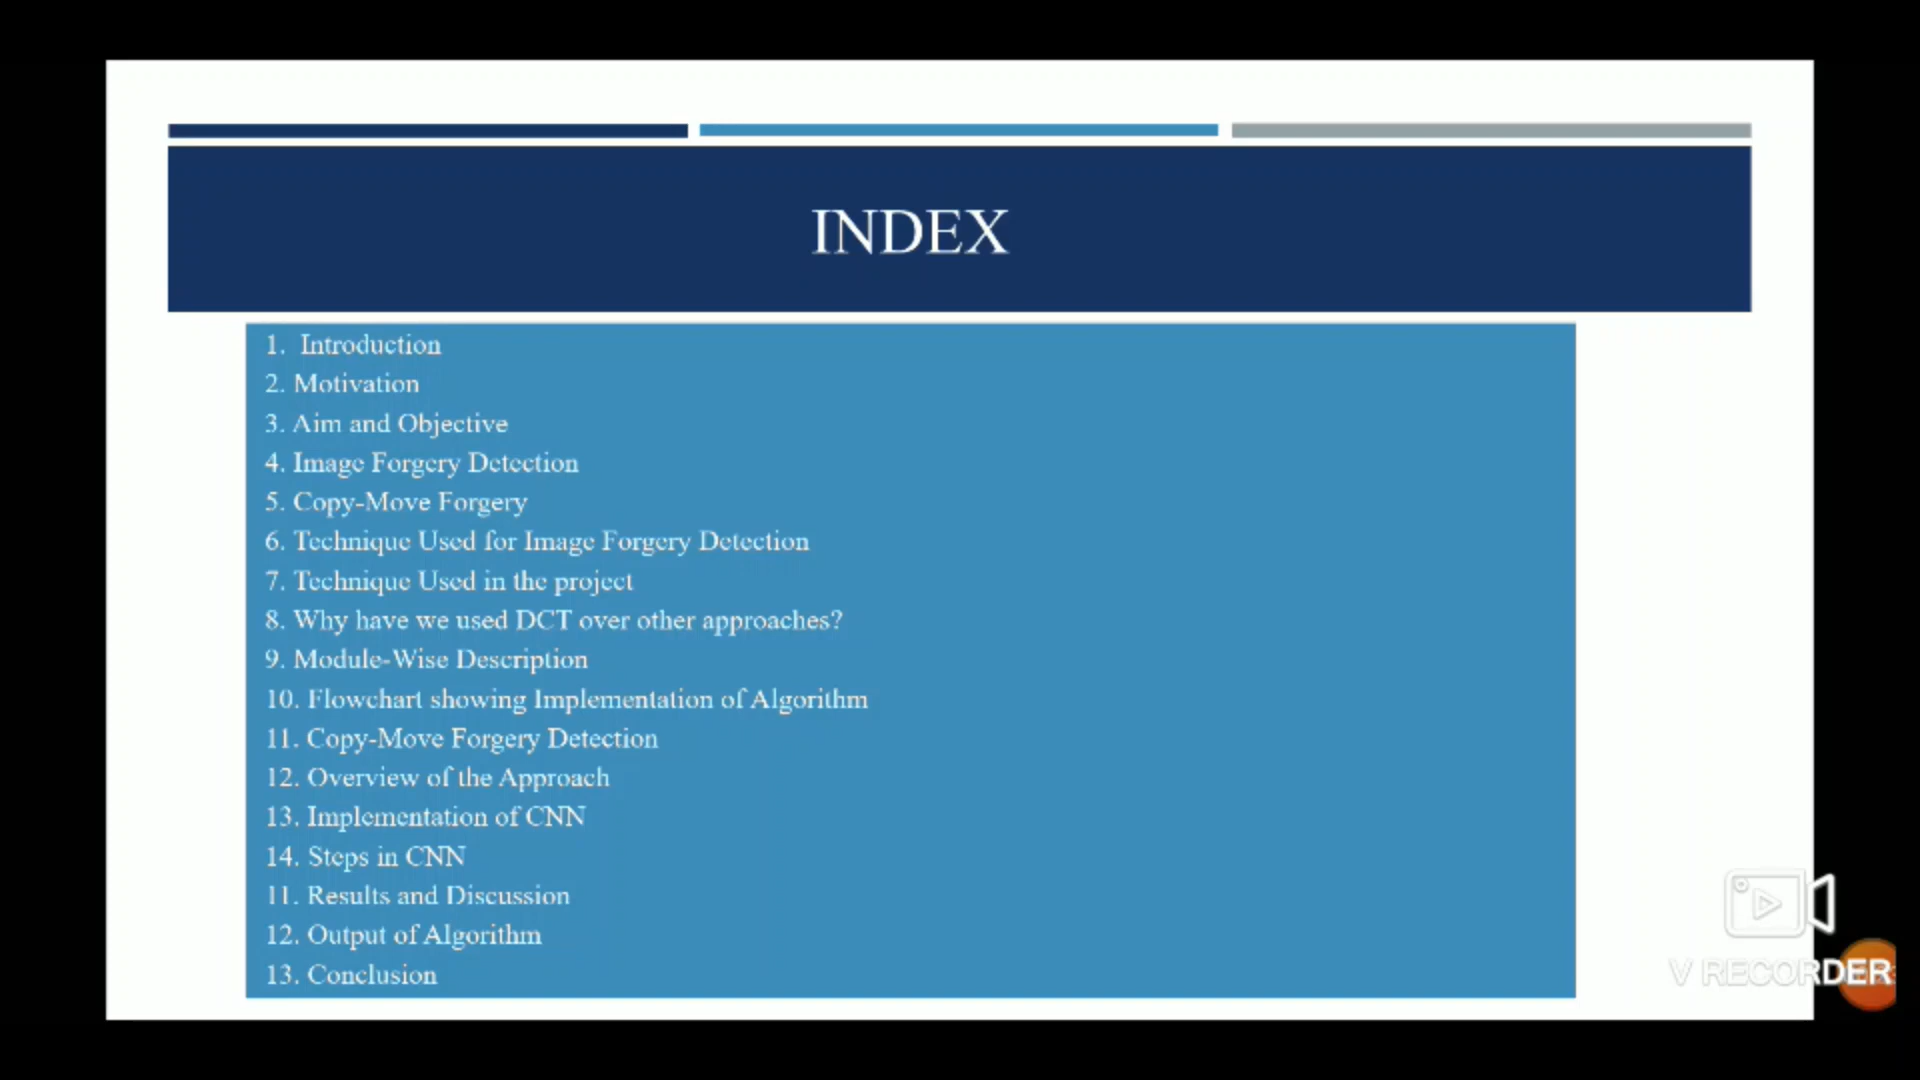 INDEX
1. Introduction
2. Motivation
3. Aim and Objective
4. Image Forgery Detection
5. Copy-Move Forgery
6. Technique Used for Image Forgery Detection
7. Technique Used in the project
8. Why have we used DCT over other approaches?
9. Module-Wise Description
10. Flowchart showing Implementation of Algorithm
11. Copy-Move Forgery Detection
12. Overview of the Approach
13. Implementation of CNN
14. Steps in CNN
11. Results and Discussion
12. Output of Algorithm
13. Conclusion
V RECORDER